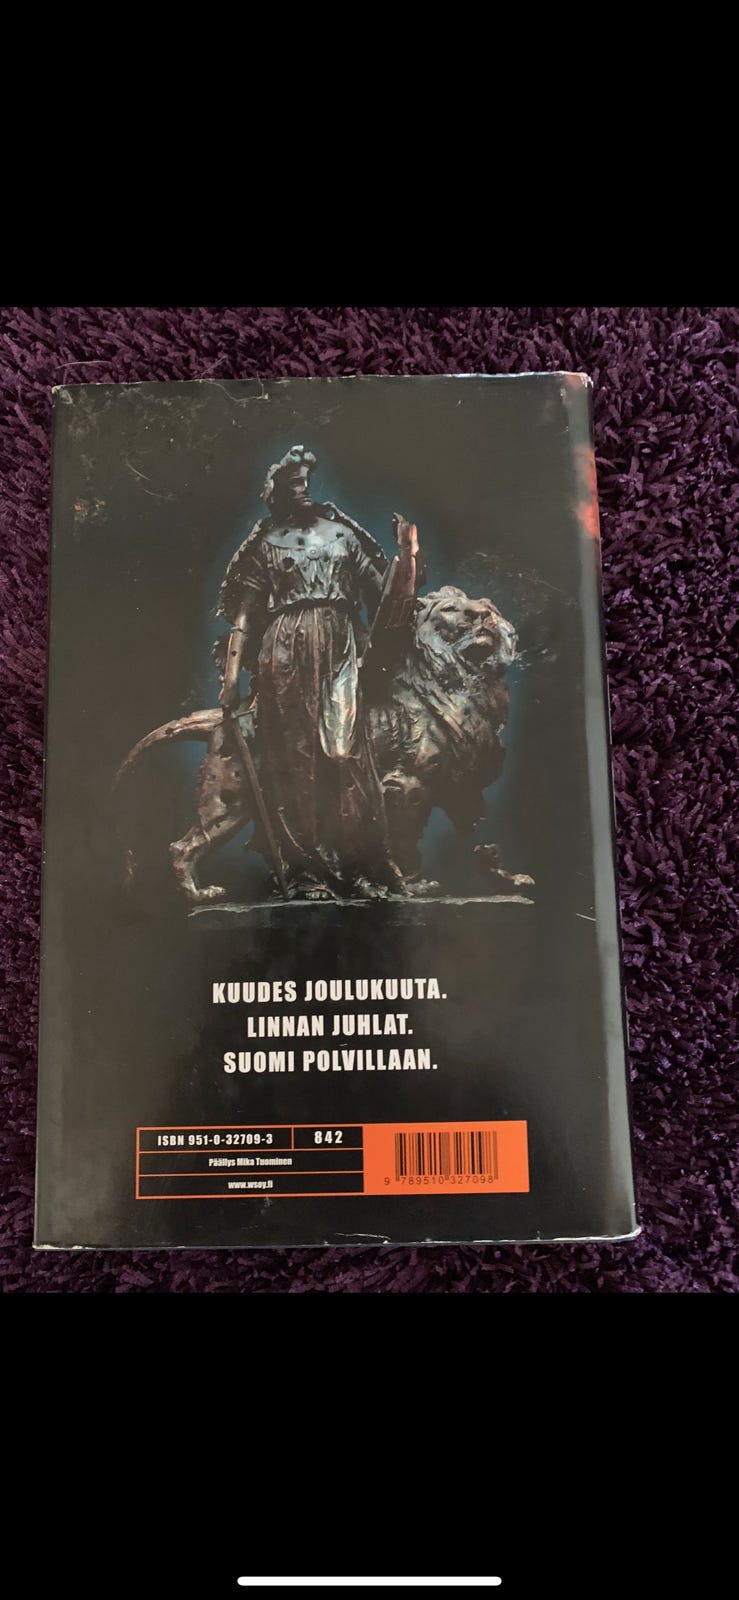 KUUDES JOULUKUUTA.
LINNAN JUHLAT.
SUOMI POLVILLAAN.
ISBN 951-0-32709-3 842
Päällys Mika Tuominen
www.wsoy.fi
9 789510 327098